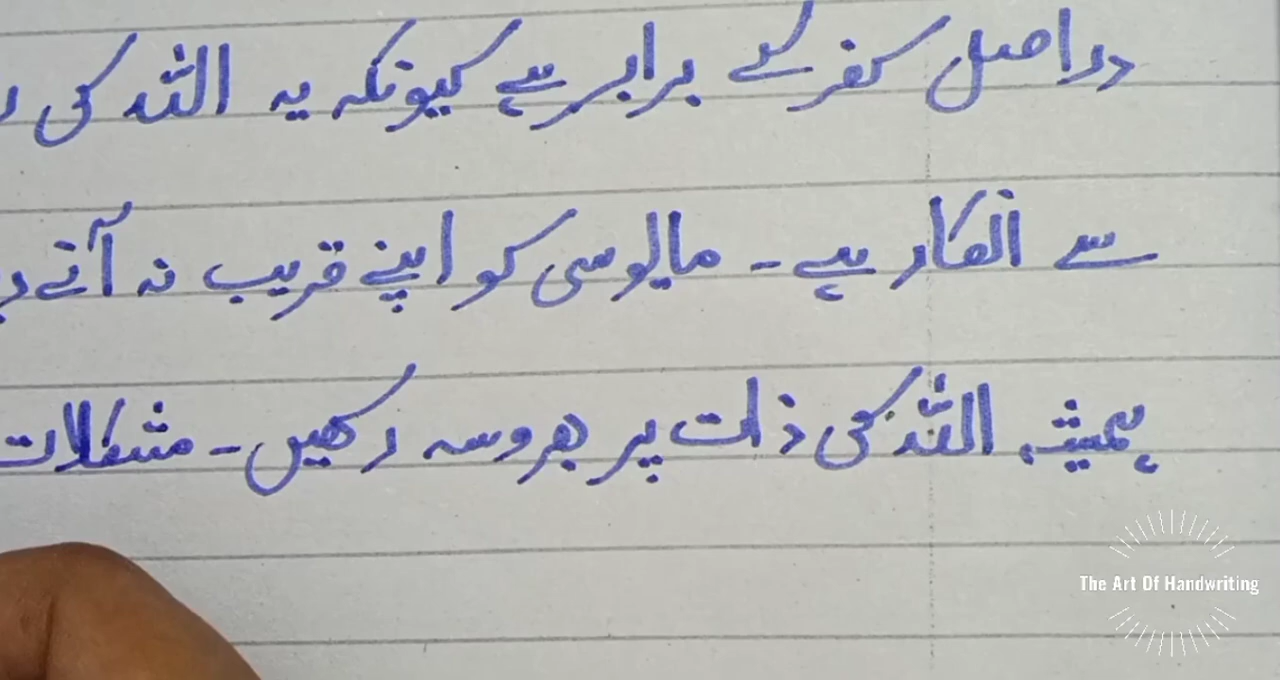 دراصل کفر کے برابر ہے کیونکہ یہ اللہ کی
سے انکار ہے ۔ مایوسی کو اپنے قریب نہ آنے
ہمیشہ اللہ کی ذات پر بھروسہ رکھیں ۔ مشکلات
The Art Of Handwriting